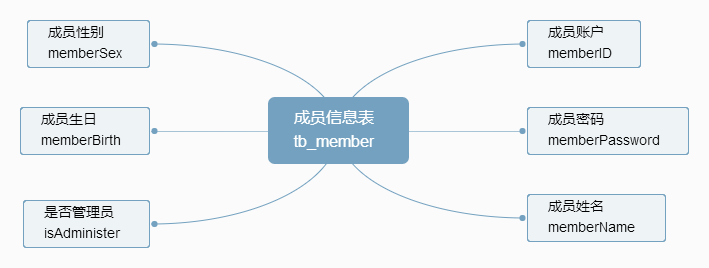 成员性别
memberSex
成员生日
memberBirth
是否管理员
isAdminister
成员信息表
tb_member
成员账户
memberID
成员密码
memberPassword
成员姓名
memberName